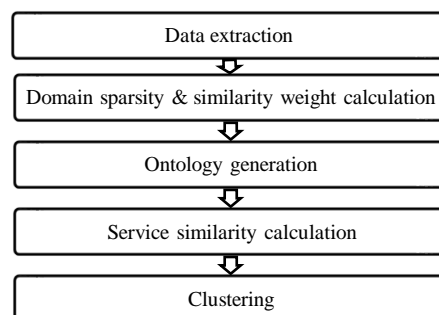 Data extraction
Domain sparsity & similarity weight calculation
Ontology generation
Service similarity calculation
Clustering